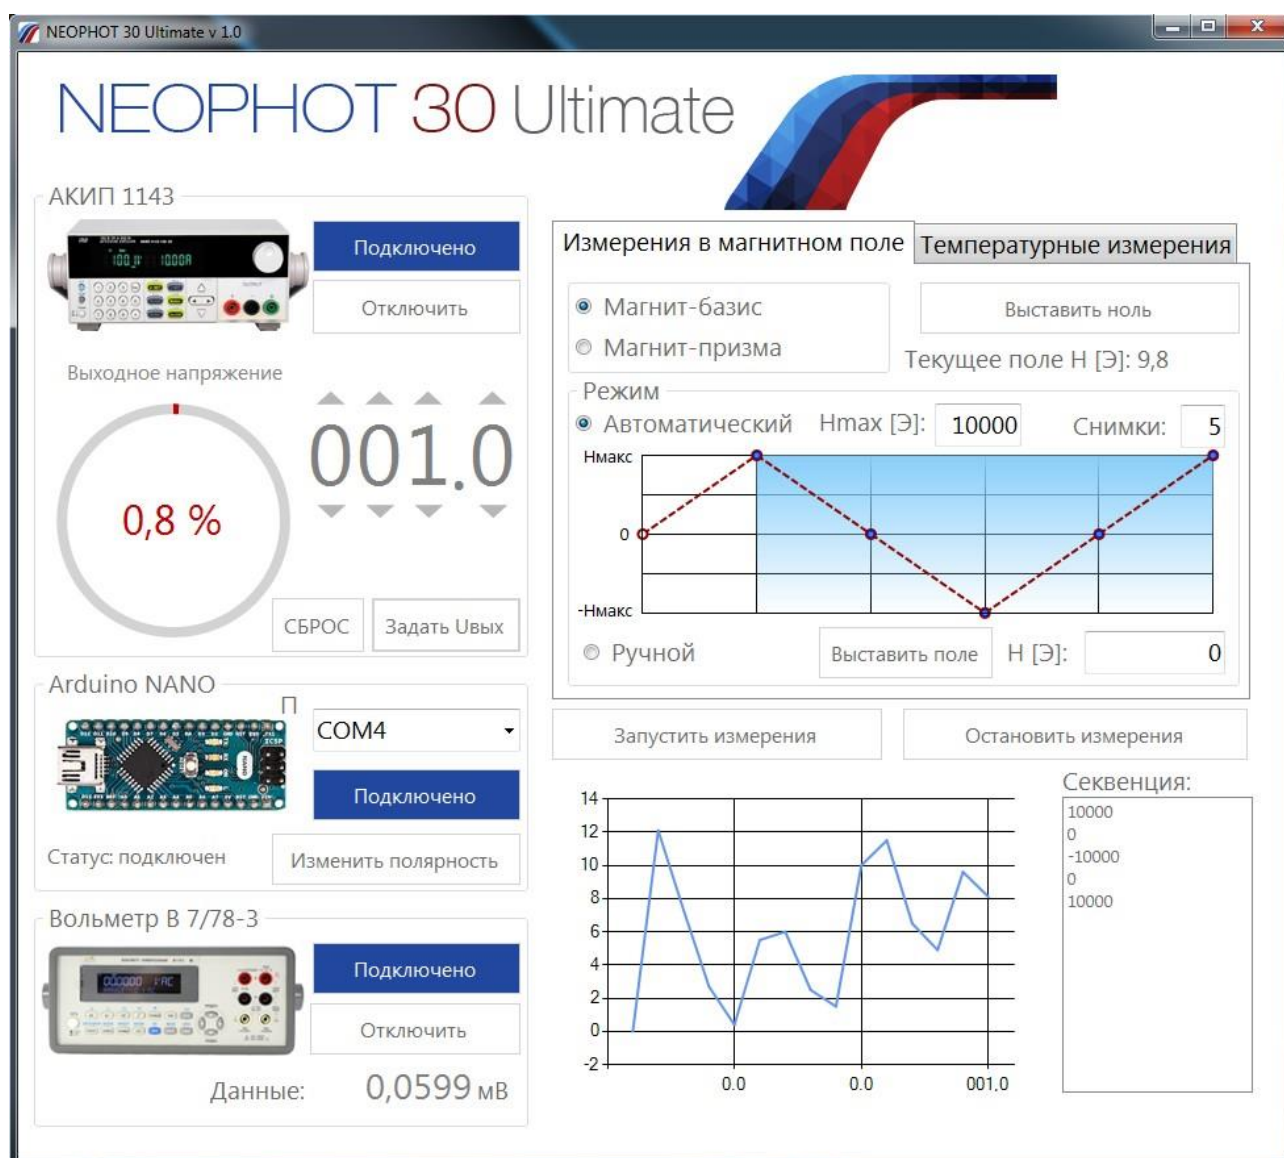 NEOPHOT 30 Ultimate v 1.0
NEOPHOT 30 Ultimate
АКИП 1143
Подключено
Отключить
Выходное напряжение
001.0
0,8 %
СБРОС
Задать Uвых
Arduino NANO
П
COM4
Подключено
Статус: подключен
Изменить полярность
Вольметр В 7/78-3
Подключено
Отключить
Данные: 0,0599 мВ
Измерения в магнитном поле
Температурные измерения
Магнит-базис
Магнит-призма
Выставить ноль
Текущее поле Н [Э]: 9,8
Режим
Автоматический
Hmax [Э]: 10000
Снимки: 5
Нмакс
0
-Нмакс
Ручной
Выставить поле
Н [Э]: 0
Запустить измерения
Остановить измерения
14
12
10
8
6
4
2
0
-2
0.0
0.0
001.0
Секвенция:
10000
0
-10000
0
10000